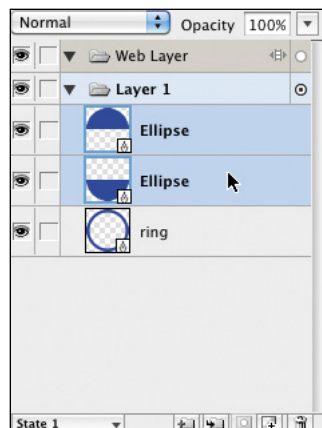 Normal Opacity 100%
Web Layer
Layer 1
Ellipse
Ellipse
ring
State 1